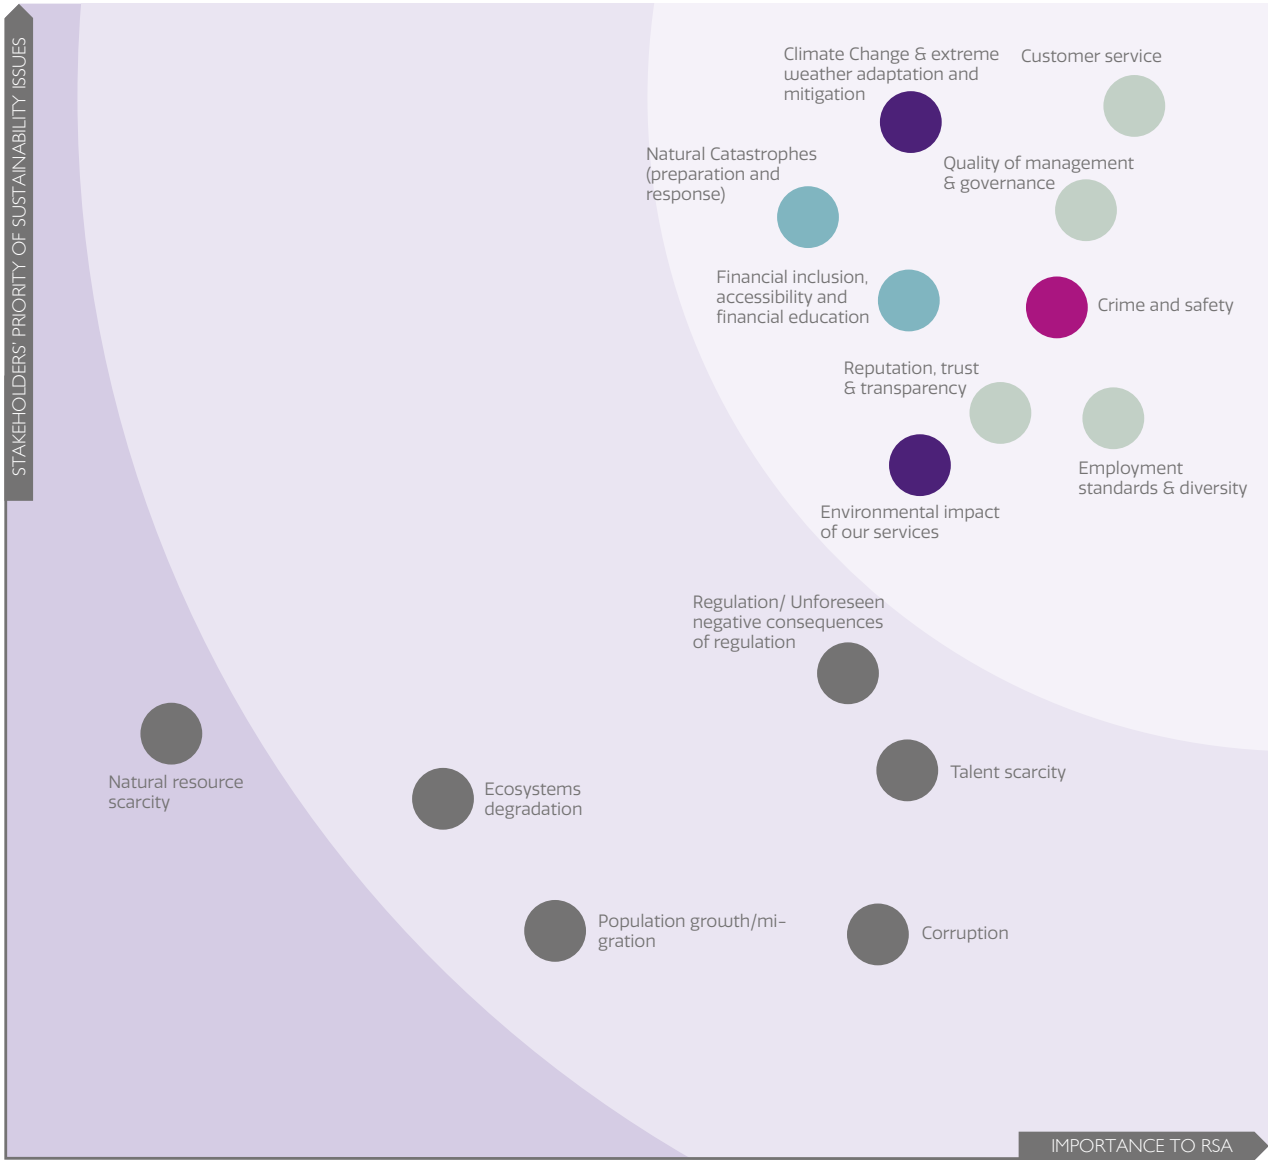 STAKEHOLDERS' PRIORITY OF SUSTAINABILITY ISSUES
Climate Change & extreme
weather adaptation and
mitigation
Customer service
Natural Catastrophes
(preparation and
response)
Quality of management
& governance
Financial inclusion,
accessibility and
financial education
Crime and safety
Reputation, trust
& transparency
Employment
standards & diversity
Environmental impact
of our services
Regulation/ Unforeseen
negative consequences
of regulation
Natural resource
scarcity
Ecosystems
degradation
Talent scarcity
Population growth/mi-
gration
Corruption
IMPORTANCE TO RSA